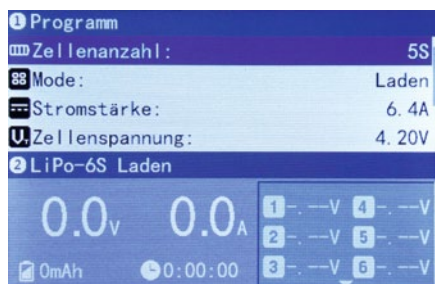 1 Programm
Zellenanzahl: 5S
Mode: Laden
Stromstärke: 6.4A
V. Zellenspannung: 4.20V
2 LiPo-6S Laden
0.0V 0.0A
1 -.--V 4 -.--V
2 -.--V 5 -.--V
0mAh 0:00:00
3 -.--V 6 -.--V